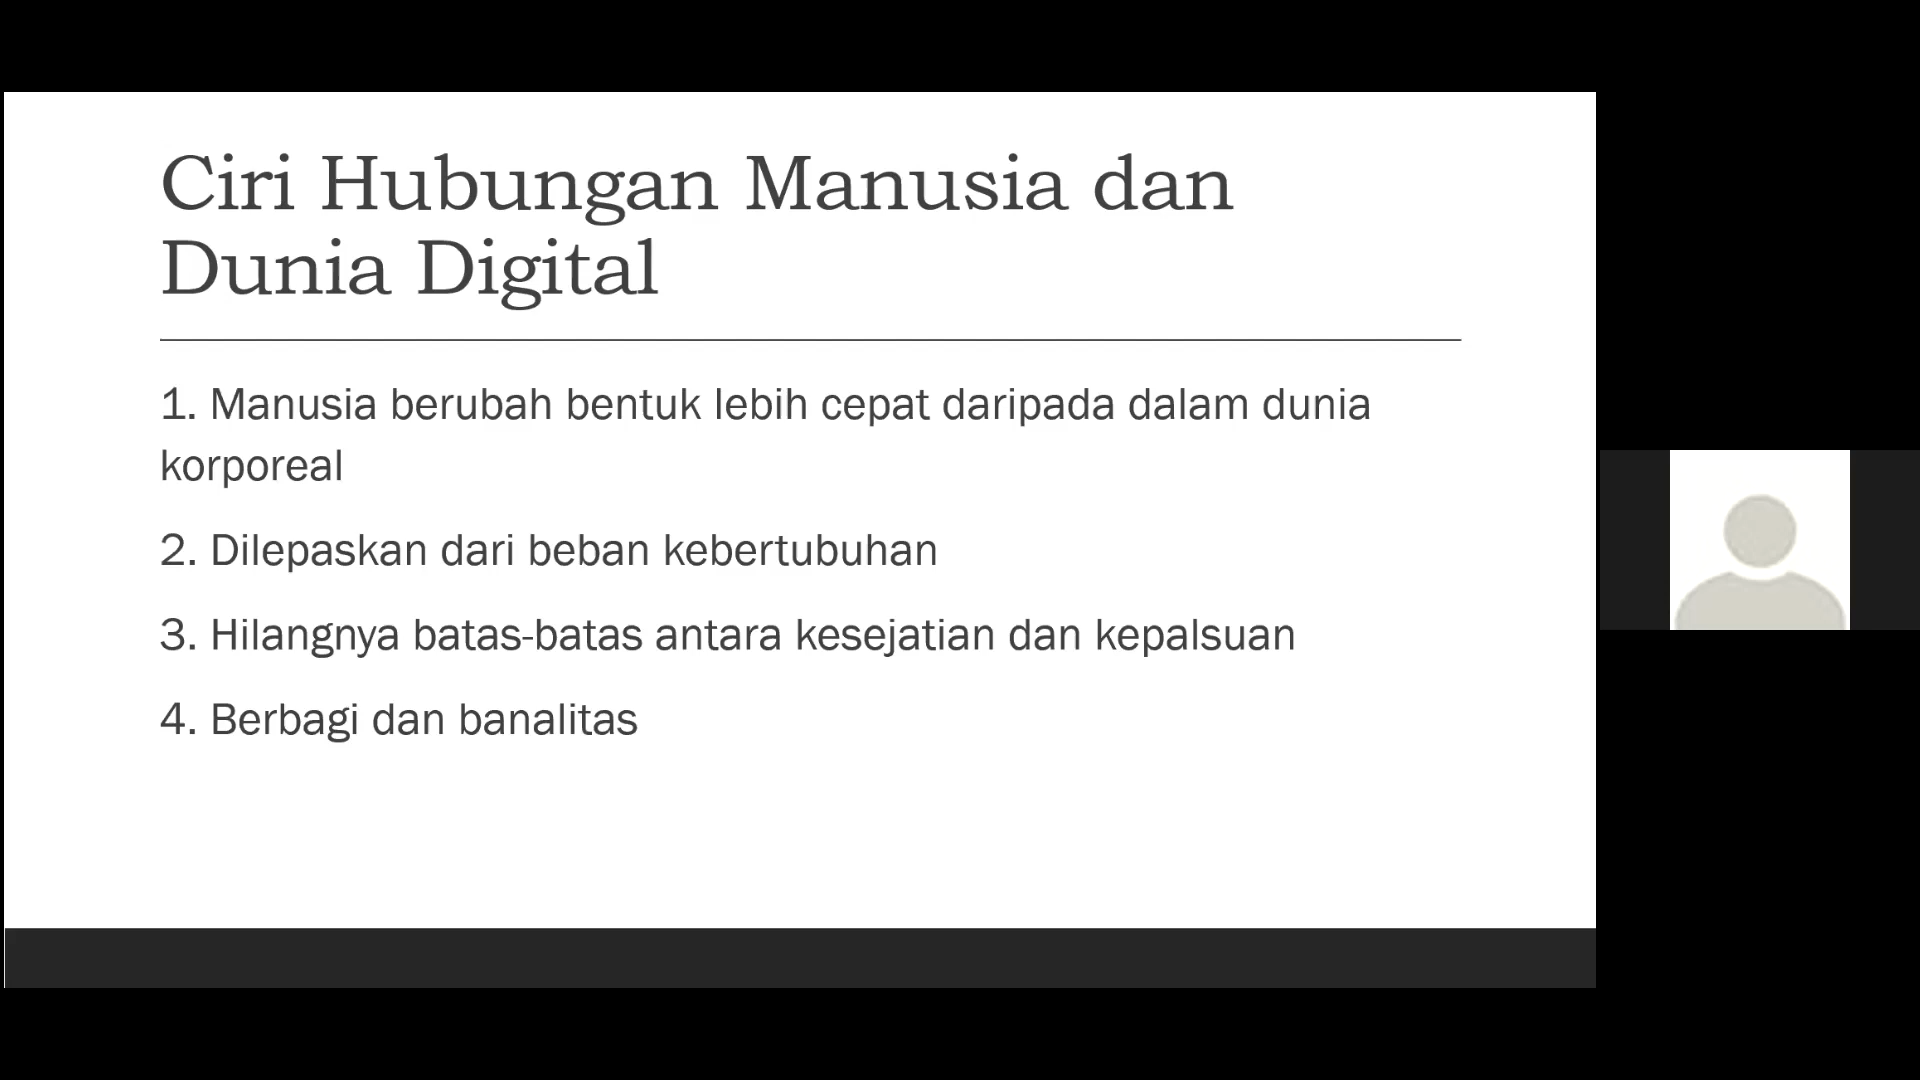 Ciri Hubungan Manusia dan
Dunia Digital
1. Manusia berubah bentuk lebih cepat daripada dalam dunia
korporeal
2. Dilepaskan dari beban kebertubuhan
3. Hilangnya batas-batas antara kesejatian dan kepalsuan
4. Berbagi dan banalitas